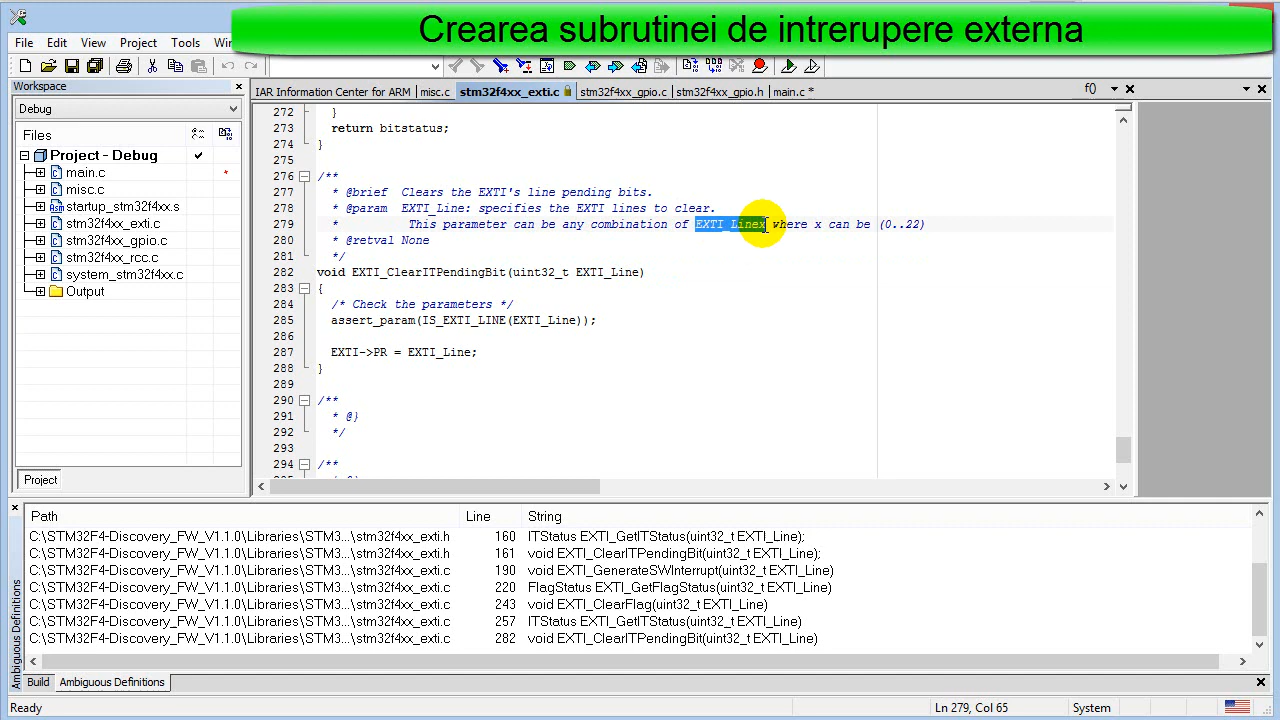 Crearea subrutinei de intrerupere externa
File Edit View Project Tools Win
Workspace
Debug
Files
Project - Debug
main.c
misc.c
startup_stm32f4xx.s
stm32f4xx_exti.c
stm32f4xx_gpio.c
stm32f4xx_rcc.c
system_stm32f4xx.c
Output
Project
IAR Information Center for ARM misc.c stm32f4xx_exti.c stm32f4xx_gpio.c stm32f4xx_gpio.h main.c * f()
272 }
273 return bitstatus;
274 }
275
276 /**
277 * @brief Clears the EXTI's line pending bits.
278 * @param EXTI_Line: specifies the EXTI lines to clear.
279 * This parameter can be any combination of EXTI_Linex where x can be (0..22)
280 * @retval None
281 */
282 void EXTI_ClearITPendingBit(uint32_t EXTI_Line)
283 {
284 /* Check the parameters */
285 assert_param(IS_EXTI_LINE(EXTI_Line));
286
287 EXTI->PR = EXTI_Line;
288 }
289
290 /**
291 * @}
292 */
293
294 /**
Path Line String
C:\STM32F4-Discovery_FW_V1.1.0\Libraries\STM3...\stm32f4xx_exti.h 160 ITStatus EXTI_GetITStatus(uint32_t EXTI_Line);
C:\STM32F4-Discovery_FW_V1.1.0\Libraries\STM3...\stm32f4xx_exti.h 161 void EXTI_ClearITPendingBit(uint32_t EXTI_Line);
C:\STM32F4-Discovery_FW_V1.1.0\Libraries\STM3...\stm32f4xx_exti.c 190 void EXTI_GenerateSWInterrupt(uint32_t EXTI_Line)
C:\STM32F4-Discovery_FW_V1.1.0\Libraries\STM3...\stm32f4xx_exti.c 220 FlagStatus EXTI_GetFlagStatus(uint32_t EXTI_Line)
C:\STM32F4-Discovery_FW_V1.1.0\Libraries\STM3...\stm32f4xx_exti.c 243 void EXTI_ClearFlag(uint32_t EXTI_Line)
C:\STM32F4-Discovery_FW_V1.1.0\Libraries\STM3...\stm32f4xx_exti.c 257 ITStatus EXTI_GetITStatus(uint32_t EXTI_Line)
C:\STM32F4-Discovery_FW_V1.1.0\Libraries\STM3...\stm32f4xx_exti.c 282 void EXTI_ClearITPendingBit(uint32_t EXTI_Line)
Ambiguous Definitions
Build Ambiguous Definitions
Ready Ln 279, Col 65 System